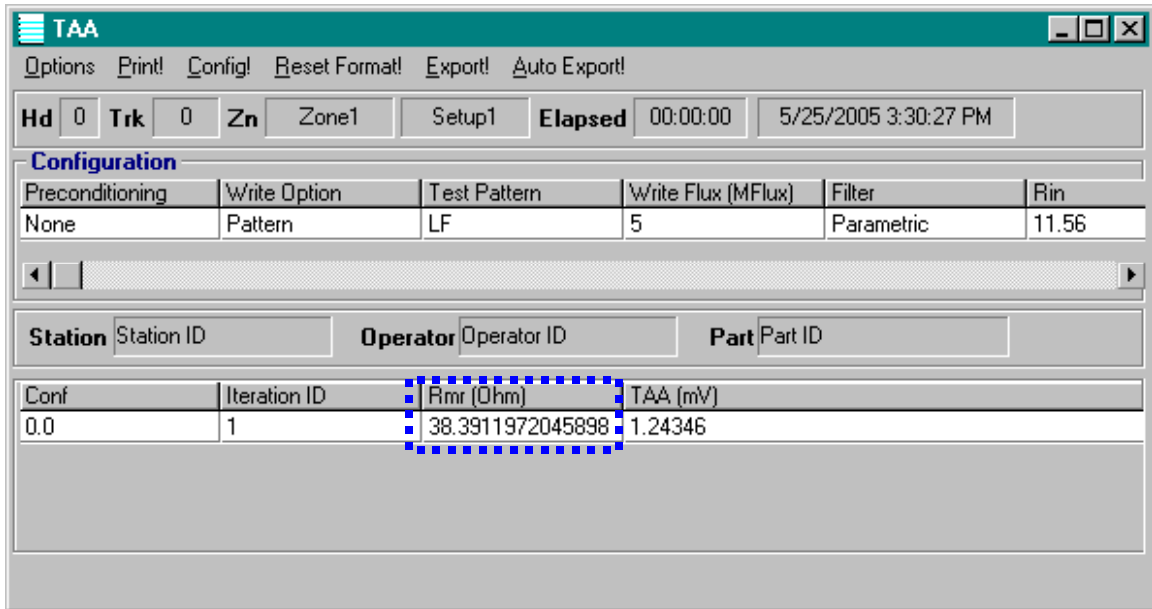 TAA
Options Print! Config! Reset Format! Export! Auto Export!
Hd 0 Trk 0 Zn Zone1 Setup1 Elapsed 00:00:00 5/25/2005 3:30:27 PM
Configuration
Preconditioning Write Option Test Pattern Write Flux (MFlux) Filter Rin
None Pattern LF 5 Parametric 11.56
Station Station ID Operator Operator ID Part Part ID
Conf Iteration ID Rmr (Ohm) TAA (mV)
0.0 1 38.3911972045898 1.24346